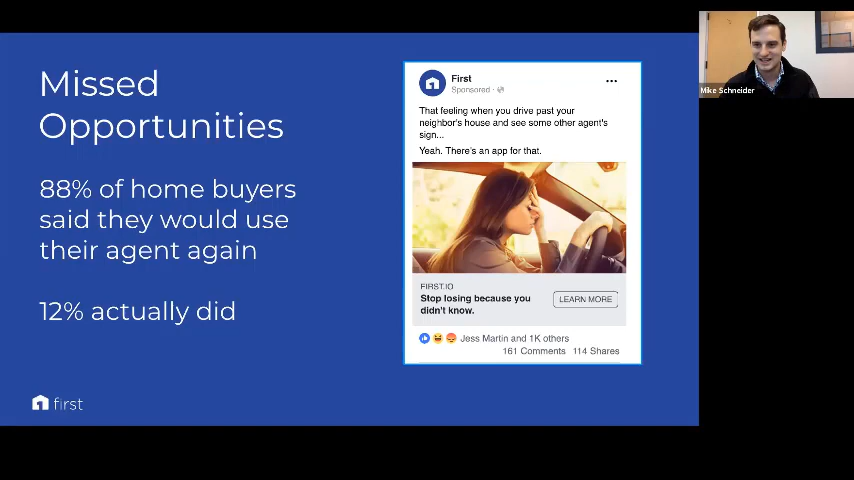 Missed
Opportunities
88% of home buyers
said they would use
their agent again
12% actually did
first
First
Sponsored ·
That feeling when you drive past your
neighbor's house and see some other agent's
sign...
Yeah. There's an app for that.
FIRST.IO
Stop losing because you
didn't know.
LEARN MORE
Jess Martin and 1K others
161 Comments 114 Shares
Mike Schneider